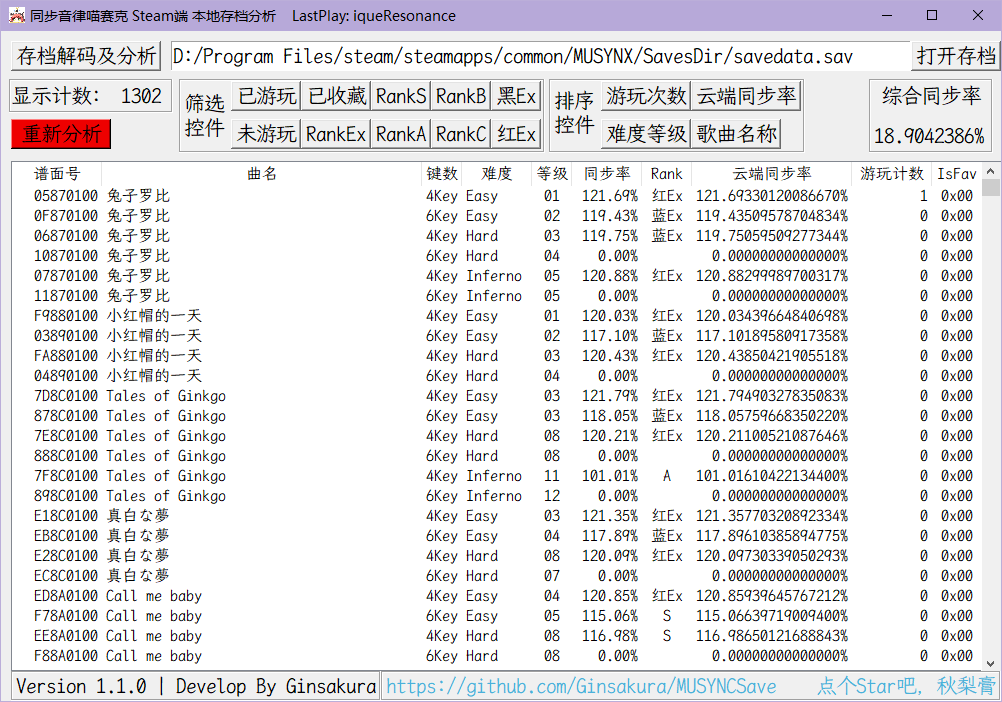 同步音律喵赛克 Steam端 本地存档分析 LastPlay: iqueResonance
存档解码及分析 D:/Program Files/steam/steamapps/common/MUSYNX/SavesDir/savedata.sav 打开存档
显示计数: 1302 筛选控件 已游玩 已收藏 RankS RankB 黑Ex 排序控件 游玩次数 云端同步率 综合同步率
重新分析 未游玩 RankEx RankA RankC 红Ex 难度等级 歌曲名称 18.9042386%
谱面号 曲名 键数 难度 等级 同步率 Rank 云端同步率 游玩计数 IsFav
05870100 兔子罗比 4Key Easy 01 121.69% 红Ex 121.69330120086670% 1 0x00
0F870100 兔子罗比 6Key Easy 02 119.43% 蓝Ex 119.43509578704834% 0 0x00
06870100 兔子罗比 4Key Hard 03 119.75% 蓝Ex 119.75059509277344% 0 0x00
10870100 兔子罗比 6Key Hard 04 0.00% 0.00000000000000% 0 0x00
07870100 兔子罗比 4Key Inferno 05 120.88% 红Ex 120.88299989700317% 0 0x00
11870100 兔子罗比 6Key Inferno 05 0.00% 0.00000000000000% 0 0x00
F9880100 小红帽的一天 4Key Easy 01 120.03% 红Ex 120.03439664840698% 0 0x00
03890100 小红帽的一天 6Key Easy 02 117.10% 蓝Ex 117.10189580917358% 0 0x00
FA880100 小红帽的一天 4Key Hard 03 120.43% 红Ex 120.43850421905518% 0 0x00
04890100 小红帽的一天 6Key Hard 04 0.00% 0.00000000000000% 0 0x00
7D8C0100 Tales of Ginkgo 4Key Easy 03 121.79% 红Ex 121.79490327835083% 0 0x00
878C0100 Tales of Ginkgo 6Key Easy 03 118.05% 蓝Ex 118.05759668350220% 0 0x00
7E8C0100 Tales of Ginkgo 4Key Hard 08 120.21% 红Ex 120.21100521087646% 0 0x00
888C0100 Tales of Ginkgo 6Key Hard 08 0.00% 0.00000000000000% 0 0x00
7F8C0100 Tales of Ginkgo 4Key Inferno 11 101.01% A 101.01610422134400% 0 0x00
898C0100 Tales of Ginkgo 6Key Inferno 12 0.00% 0.00000000000000% 0 0x00
E18C0100 真白な夢 4Key Easy 03 121.35% 红Ex 121.35770320892334% 0 0x00
EB8C0100 真白な夢 6Key Easy 04 117.89% 蓝Ex 117.89610385894775% 0 0x00
E28C0100 真白な夢 4Key Hard 08 120.09% 红Ex 120.09730339050293% 0 0x00
EC8C0100 真白な夢 6Key Hard 07 0.00% 0.00000000000000% 0 0x00
ED8A0100 Call me baby 4Key Easy 04 120.85% 红Ex 120.85939645767212% 0 0x00
F78A0100 Call me baby 6Key Easy 05 115.06% S 115.06639719009400% 0 0x00
EE8A0100 Call me baby 4Key Hard 08 116.98% S 116.98650121688843% 0 0x00
F88A0100 Call me baby 6Key Hard 08 0.00% 0.00000000000000% 0 0x00
Version 1.1.0 | Develop By Ginsakura https://github.com/Ginsakura/MUSYNCSave 点个Star吧, 秋梨膏